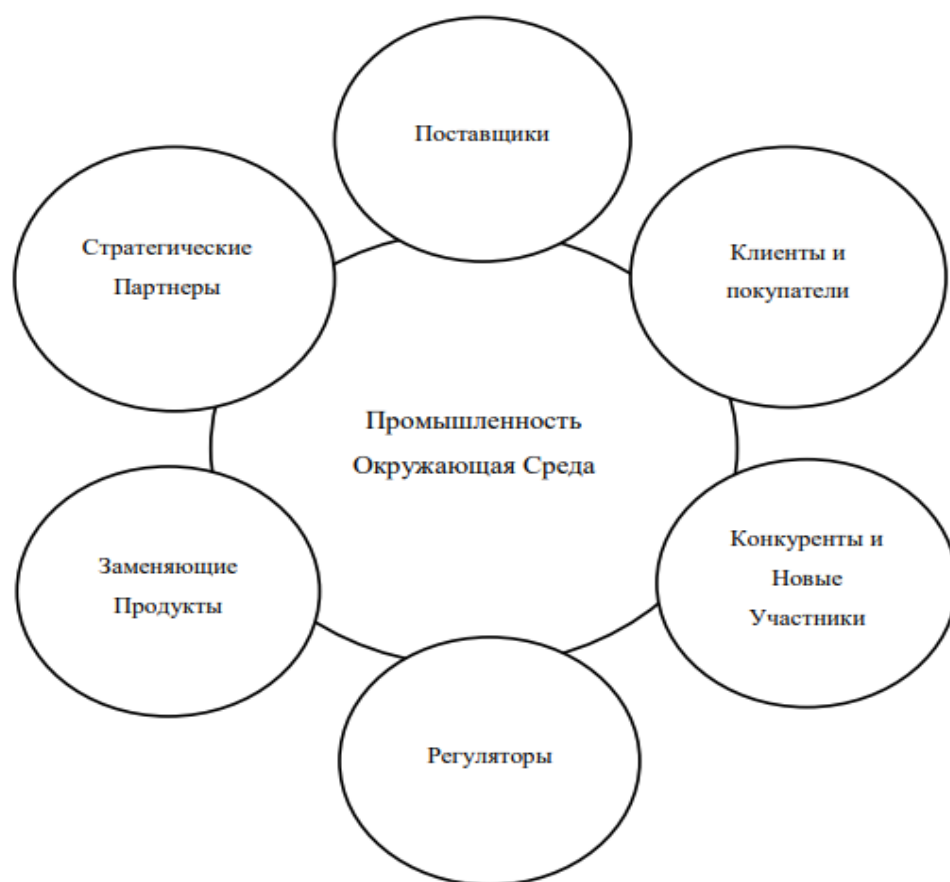 Поставщики
Стратегические
Партнеры
Клиенты и
покупатели
Промышленность
Окружающая Среда
Заменяющие
Продукты
Конкуренты и
Новые
Участники
Регуляторы